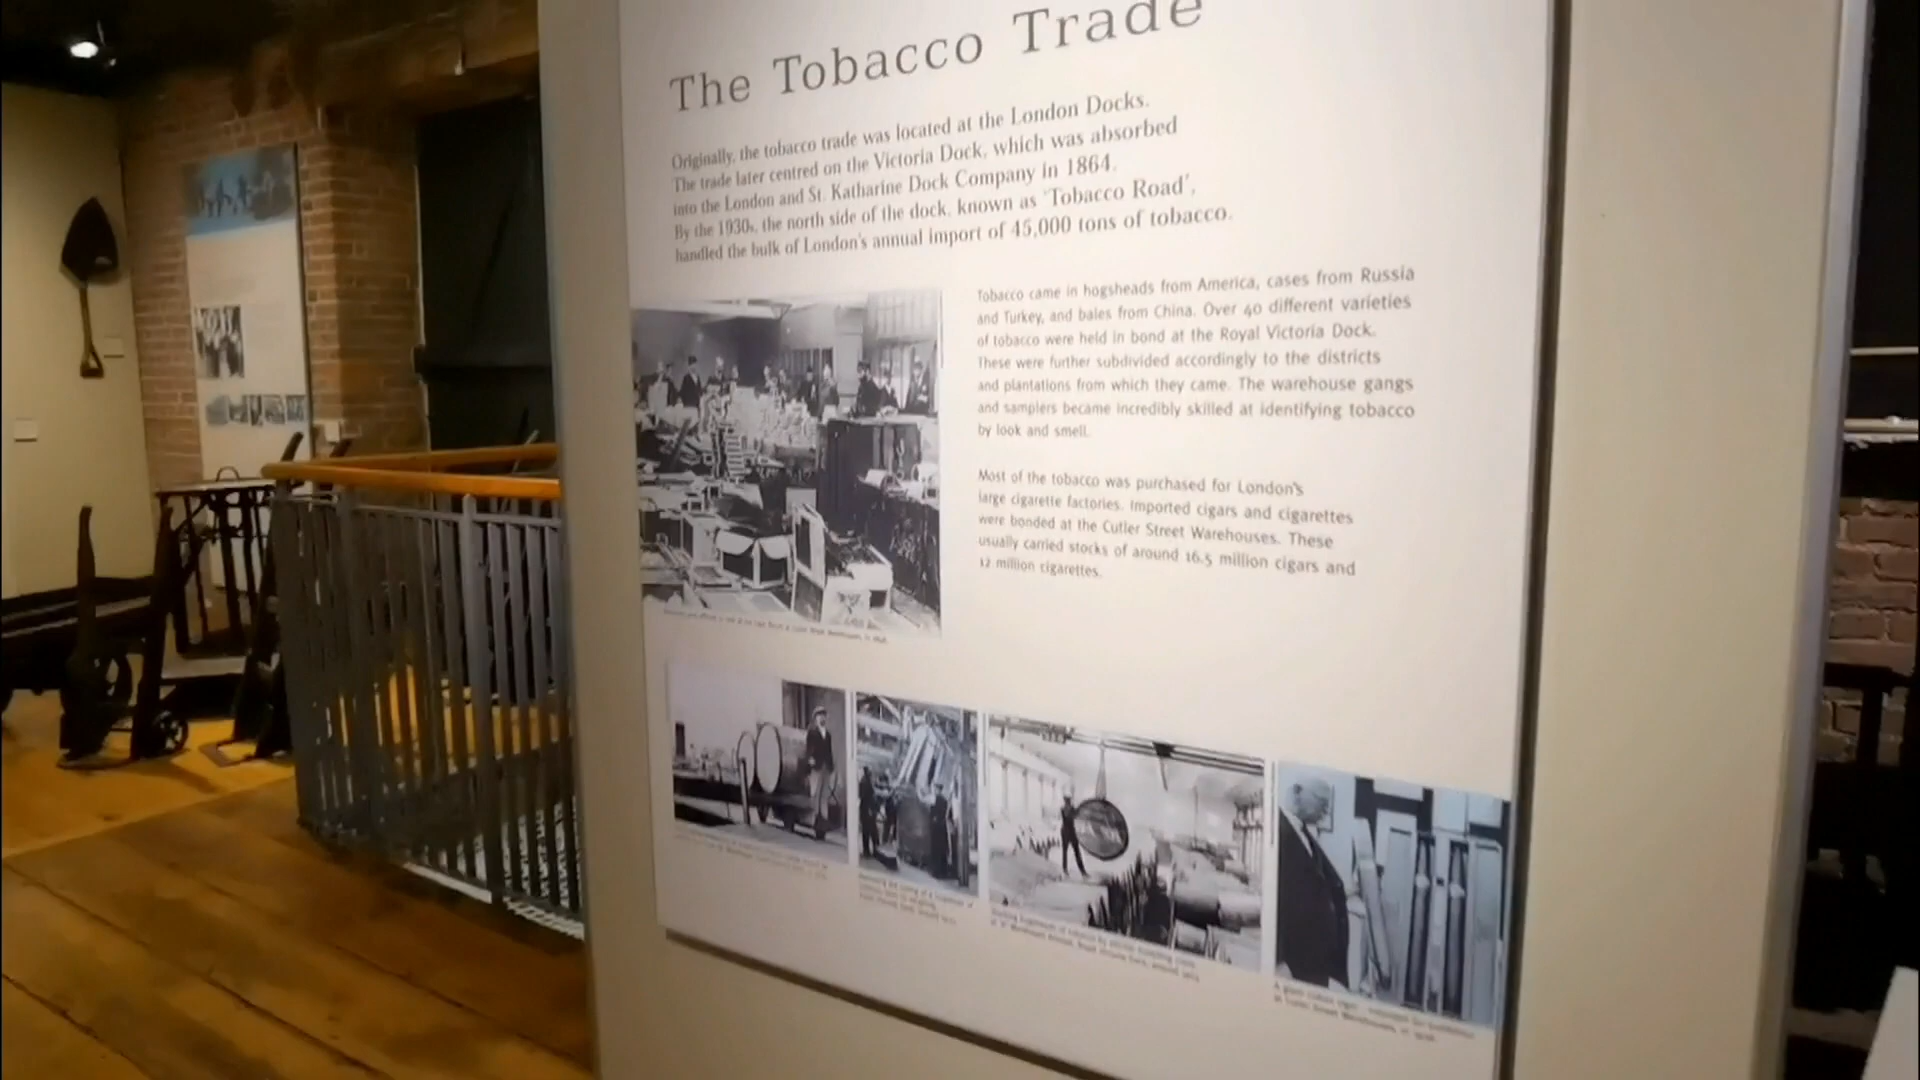 The Tobacco Trade
Originally, the tobacco trade was located at the London Docks.
The trade later centred on the Victoria Dock, which was absorbed
into the London and St. Katharine Dock Company in 1864.
By the 1930s, the north side of the dock, known as 'Tobacco Road',
handled the bulk of London's annual import of 45,000 tons of tobacco.
Tobacco came in hogsheads from America, cases from Russia
and Turkey, and bales from China. Over 40 different varieties
of tobacco were held in bond at the Royal Victoria Dock.
These were further subdivided accordingly to the districts
and plantations from which they came. The warehouse gangs
and samplers became incredibly skilled at identifying tobacco
by look and smell.
Most of the tobacco was purchased for London's
large cigarette factories. Imported cigars and cigarettes
were bonded at the Cutler Street Warehouses. These
usually carried stocks of around 16.5 million cigars and
12 million cigarettes.